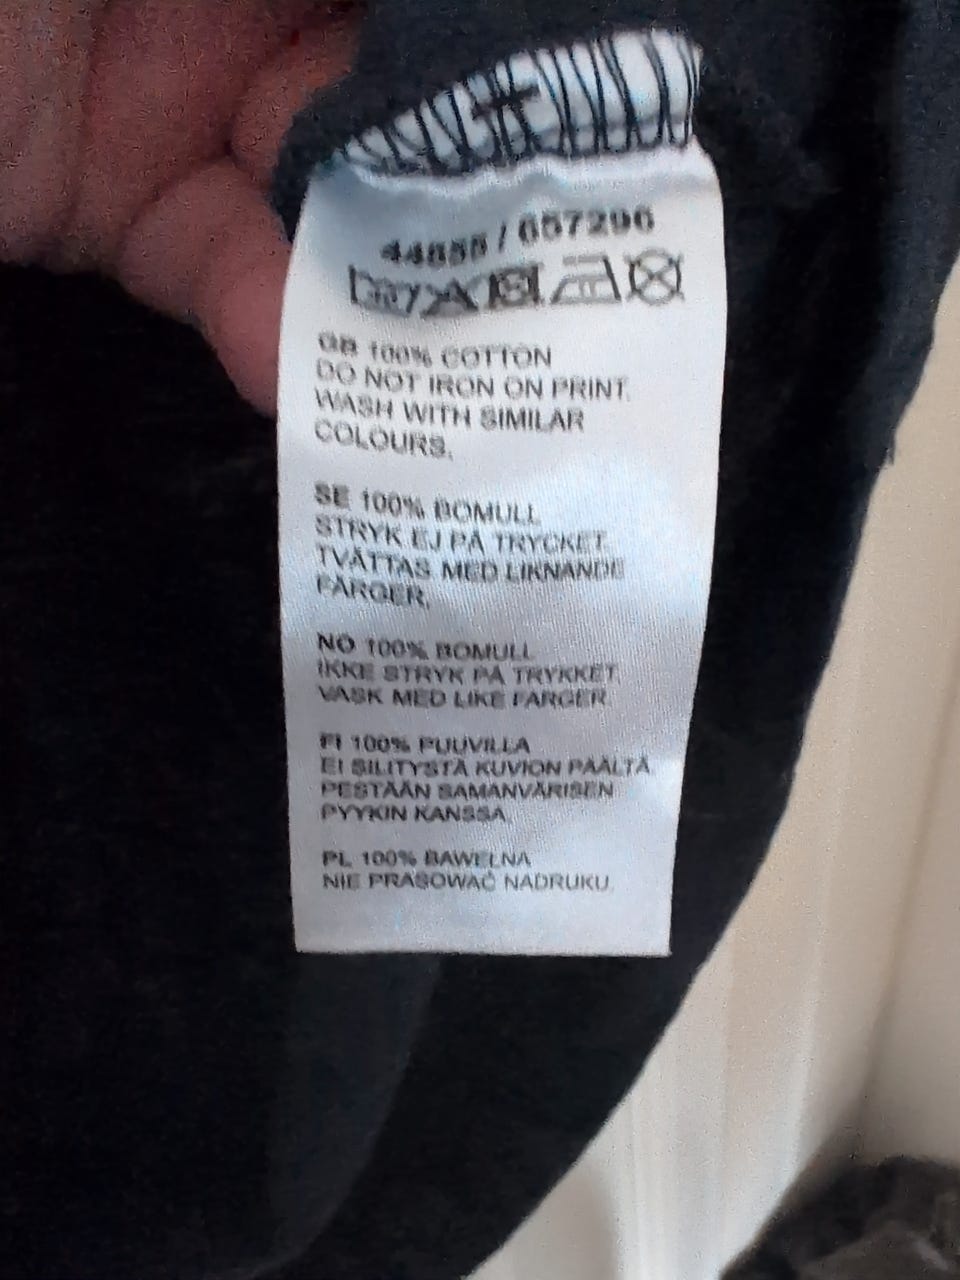 / 657296
GB 100% COTTON
DO NOT IRON ON PRINT.
WASH WITH SIMILAR
COLOURS.
SE 100% BOMULL
STRYK EJ PÅ TRYCKET.
TVÄTTAS MED LIKNANDE
FÄRGER.
NO 100% BOMULL
IKKE STRYK PÅ TRYKKET.
VASK MED LIKE FARGER
FI 100% PUUVILLA
EI SILITYSTÄ KUVION PÄÄLTÄ.
PESTÄÄN SAMANVÄRISEN
PYYKIN KANSSA.
PL 100% BAWEŁNA
NIE PRASOWAĆ NADRUKU.